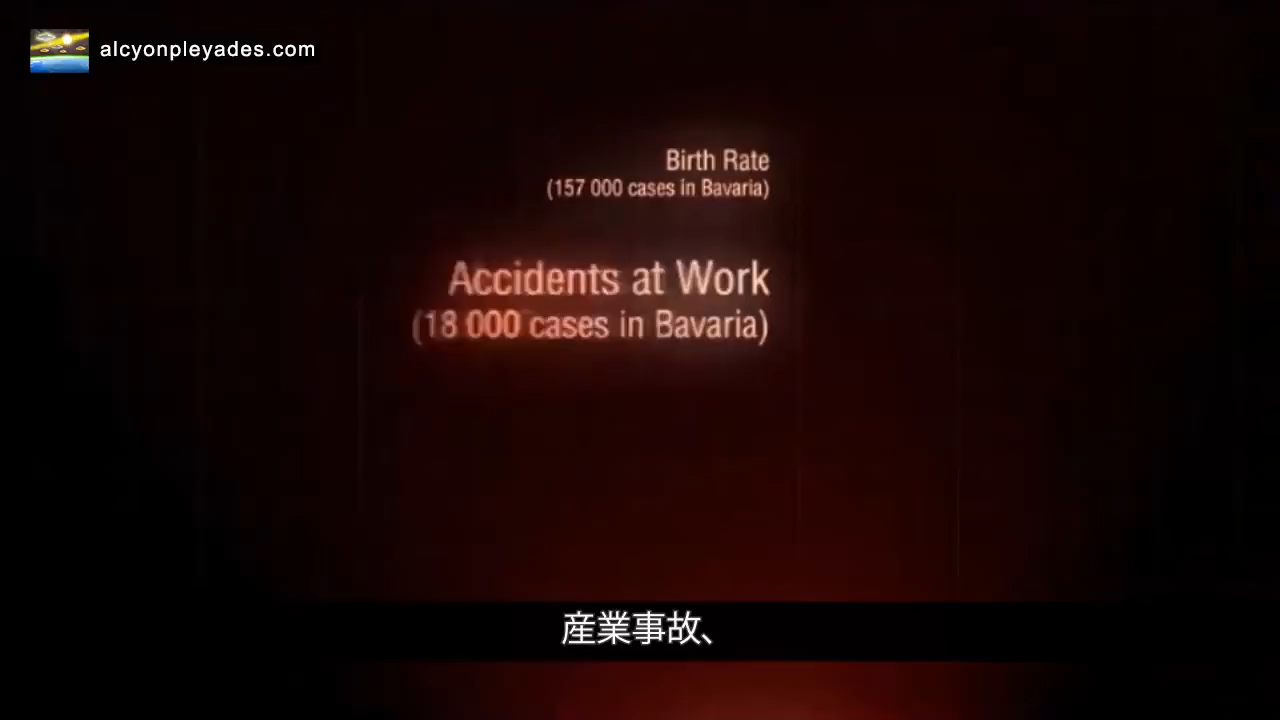 alcyonpleyades.com
Birth Rate
(157 000 cases in Bavaria)
Accidents at Work
(18 000 cases in Bavaria)
産業事故、